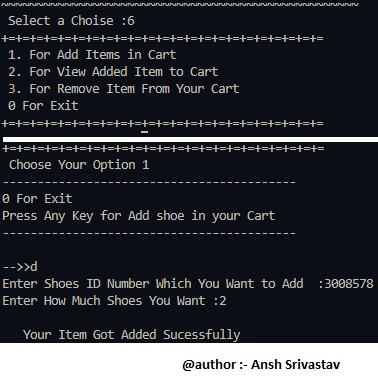 ~~~~~~~~~~~~~~~~~~~~~~~~~~~~~~~~~~~~~~~~~~~~~~~~~~~
Select a Choise :6
+=+=+=+=+=+=+=+=+=+=+=+=+=+=+=+=+=+=+=+=+=+=+=
1. For Add Items in Cart
2. For View Added Item to Cart
3. For Remove Item From Your Cart
0 For Exit
+=+=+=+=+=+=+=+=+=+=+=+=+=+=+=+=+=+=+=+=+=+=+=
+=+=+=+=+=+=+=+=+=+=+=+=+=+=+=+=+=+=+=+=+=+=+=
Choose Your Option 1
------------------------------------------
0 For Exit
Press Any Key for Add shoe in your Cart
------------------------------------------
-->>d
Enter Shoes ID Number Which You Want to Add  :3008578
Enter How Much Shoes You Want :2
Your Item Got Added Sucessfully
@author :- Ansh Srivastav